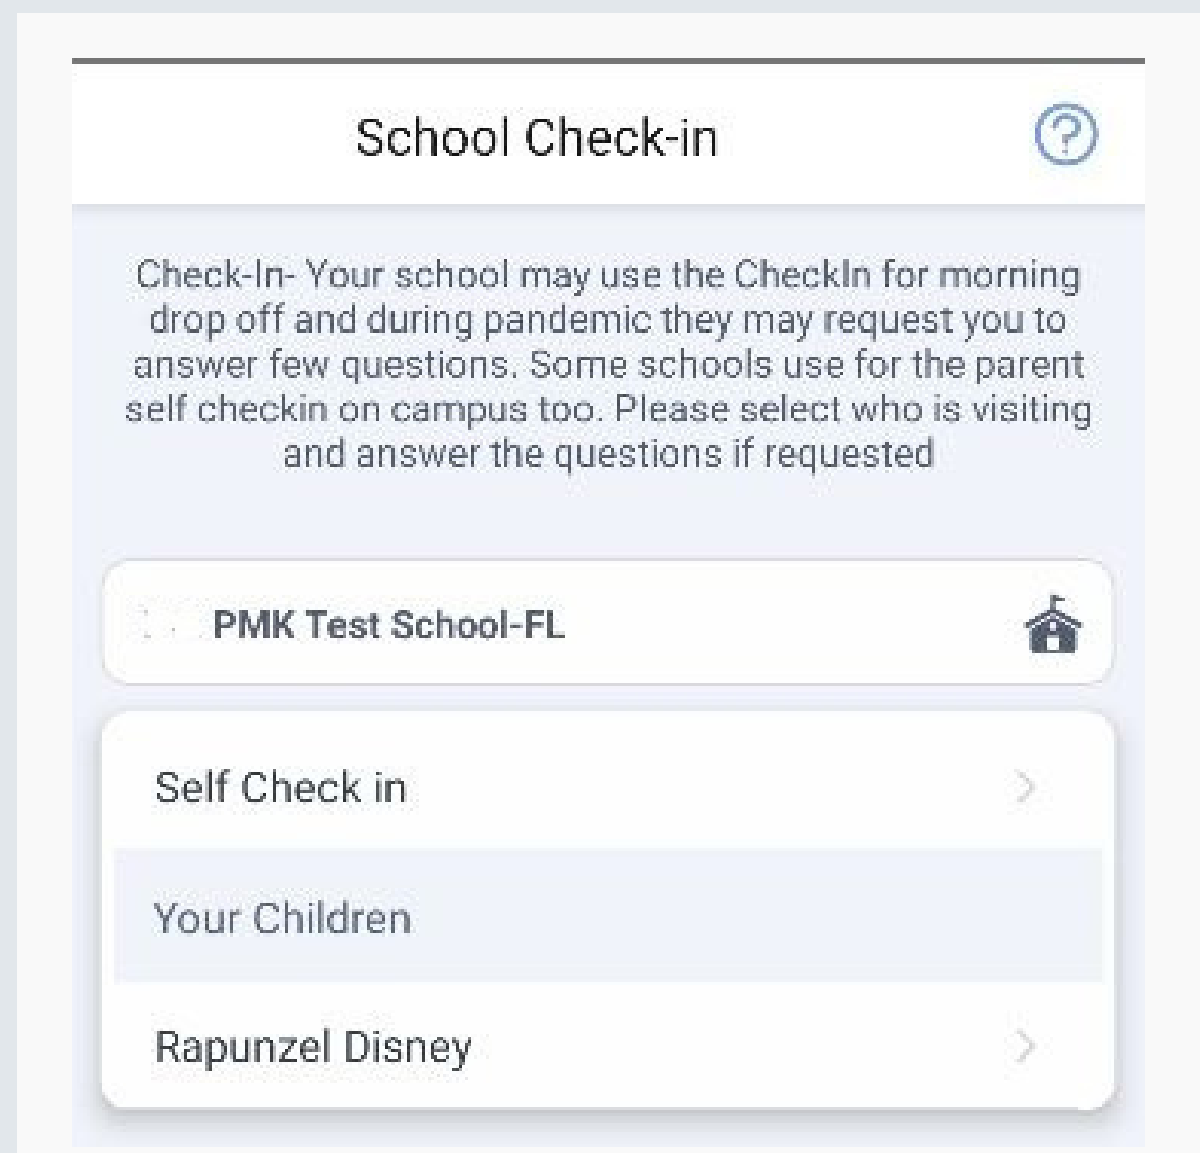 School Check-in
Check-In- Your school may use the CheckIn for morning
drop off and during pandemic they may request you to
answer few questions. Some schools use for the parent
self checkin on campus too. Please select who is visiting
and answer the questions if requested
PMK Test School-FL
Self Check in
Your Children
Rapunzel Disney